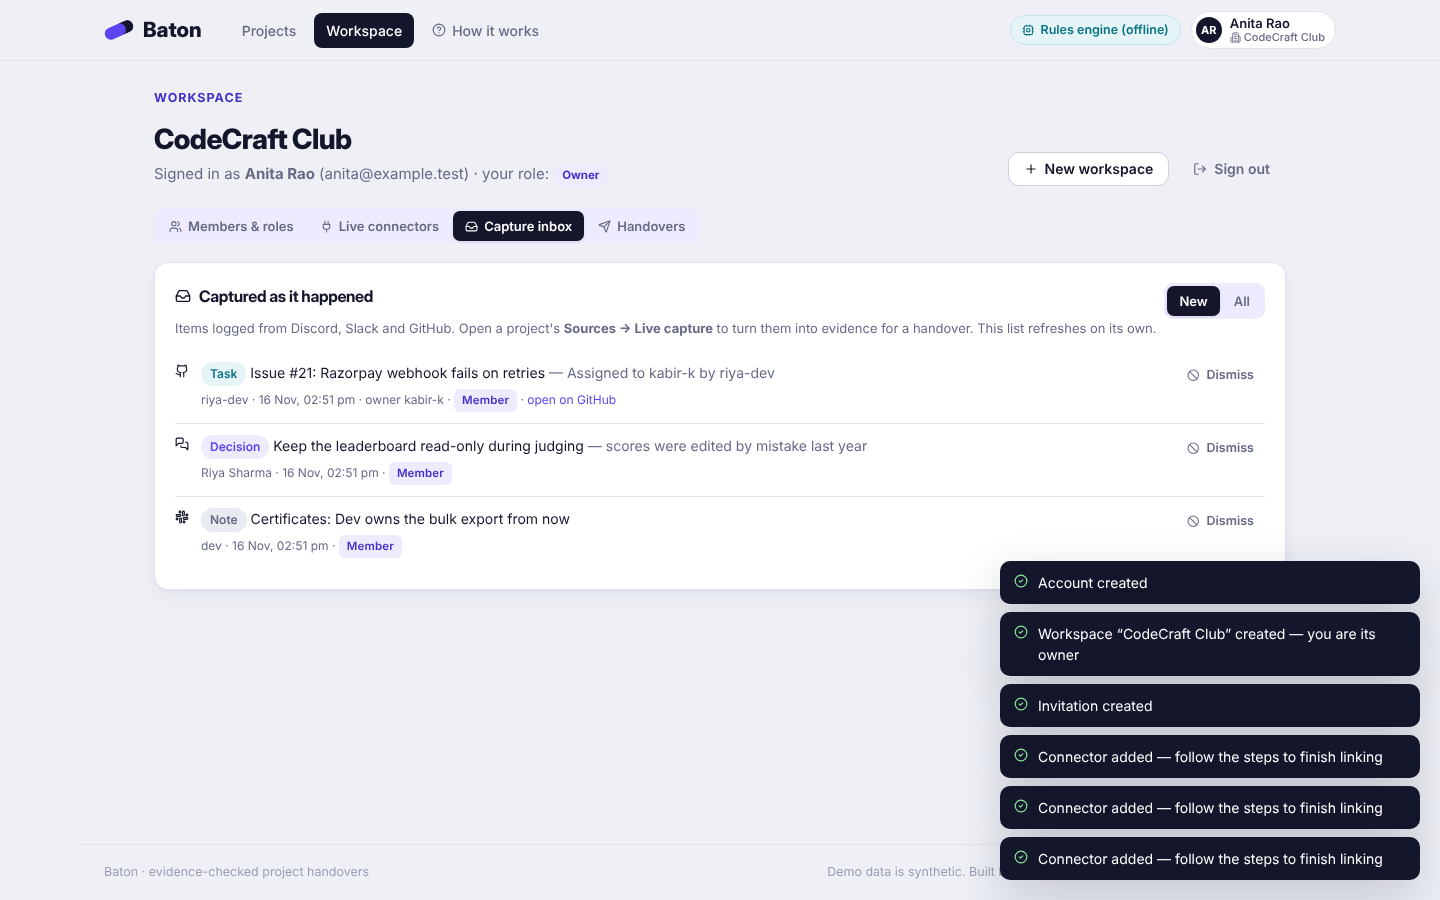 Baton
Projects
Workspace
How it works
Rules engine (offline)
AR
Anita Rao
CodeCraft Club
WORKSPACE
CodeCraft Club
Signed in as Anita Rao (anita@example.test) · your role: Owner
New workspace
Sign out
Members & roles
Live connectors
Capture inbox
Handovers
Captured as it happened
New
All
Items logged from Discord, Slack and GitHub. Open a project's Sources → Live capture to turn them into evidence for a handover. This list refreshes on its own.
Task Issue #21: Razorpay webhook fails on retries — Assigned to kabir-k by riya-dev
Dismiss
riya-dev · 16 Nov, 02:51 pm · owner kabir-k · Member · open on GitHub
Decision Keep the leaderboard read-only during judging — scores were edited by mistake last year
Dismiss
Riya Sharma · 16 Nov, 02:51 pm · Member
Note Certificates: Dev owns the bulk export from now
Dismiss
dev · 16 Nov, 02:51 pm · Member
Account created
Workspace “CodeCraft Club” created — you are its
owner
Invitation created
Connector added — follow the steps to finish linking
Connector added — follow the steps to finish linking
Connector added — follow the steps to finish linking
Baton · evidence-checked project handovers
Demo data is synthetic. Built